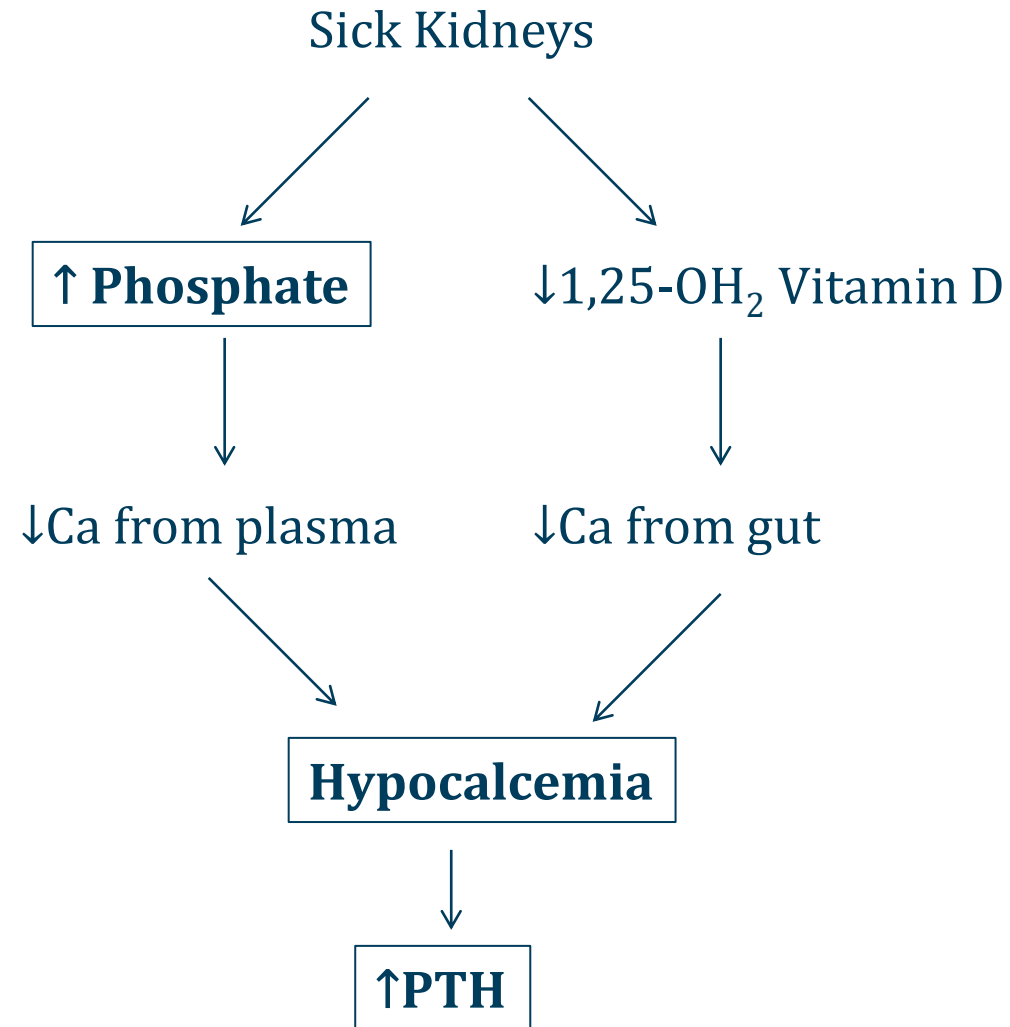 Sick Kidneys
↑ Phosphate
↓1,25-OH₂ Vitamin D
↓Ca from plasma
↓Ca from gut
Hypocalcemia
↑PTH